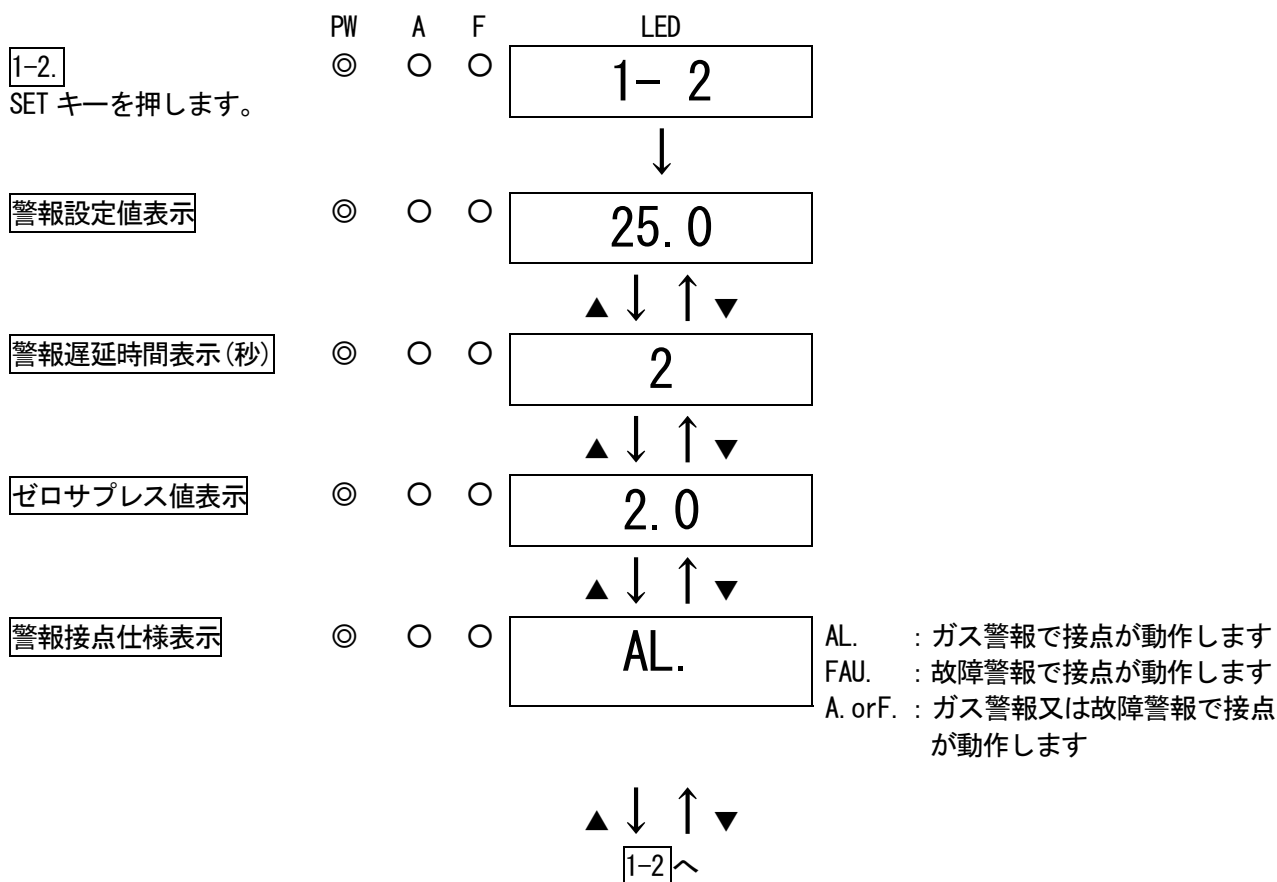 PW A F LED
1-2. ◎ ○ ○ 1- 2
SET キーを押します。
↓
警報設定値表示 ◎ ○ ○ 25.0
▲ ↓ ↑ ▼
警報遅延時間表示(秒) ◎ ○ ○ 2
▲ ↓ ↑ ▼
ゼロサプレス値表示 ◎ ○ ○ 2.0
▲ ↓ ↑ ▼
警報接点仕様表示 ◎ ○ ○ AL.
AL. :ガス警報で接点が動作します
FAU. :故障警報で接点が動作します
A.orF. :ガス警報又は故障警報で接点
が動作します
▲ ↓ ↑ ▼
1-2 へ